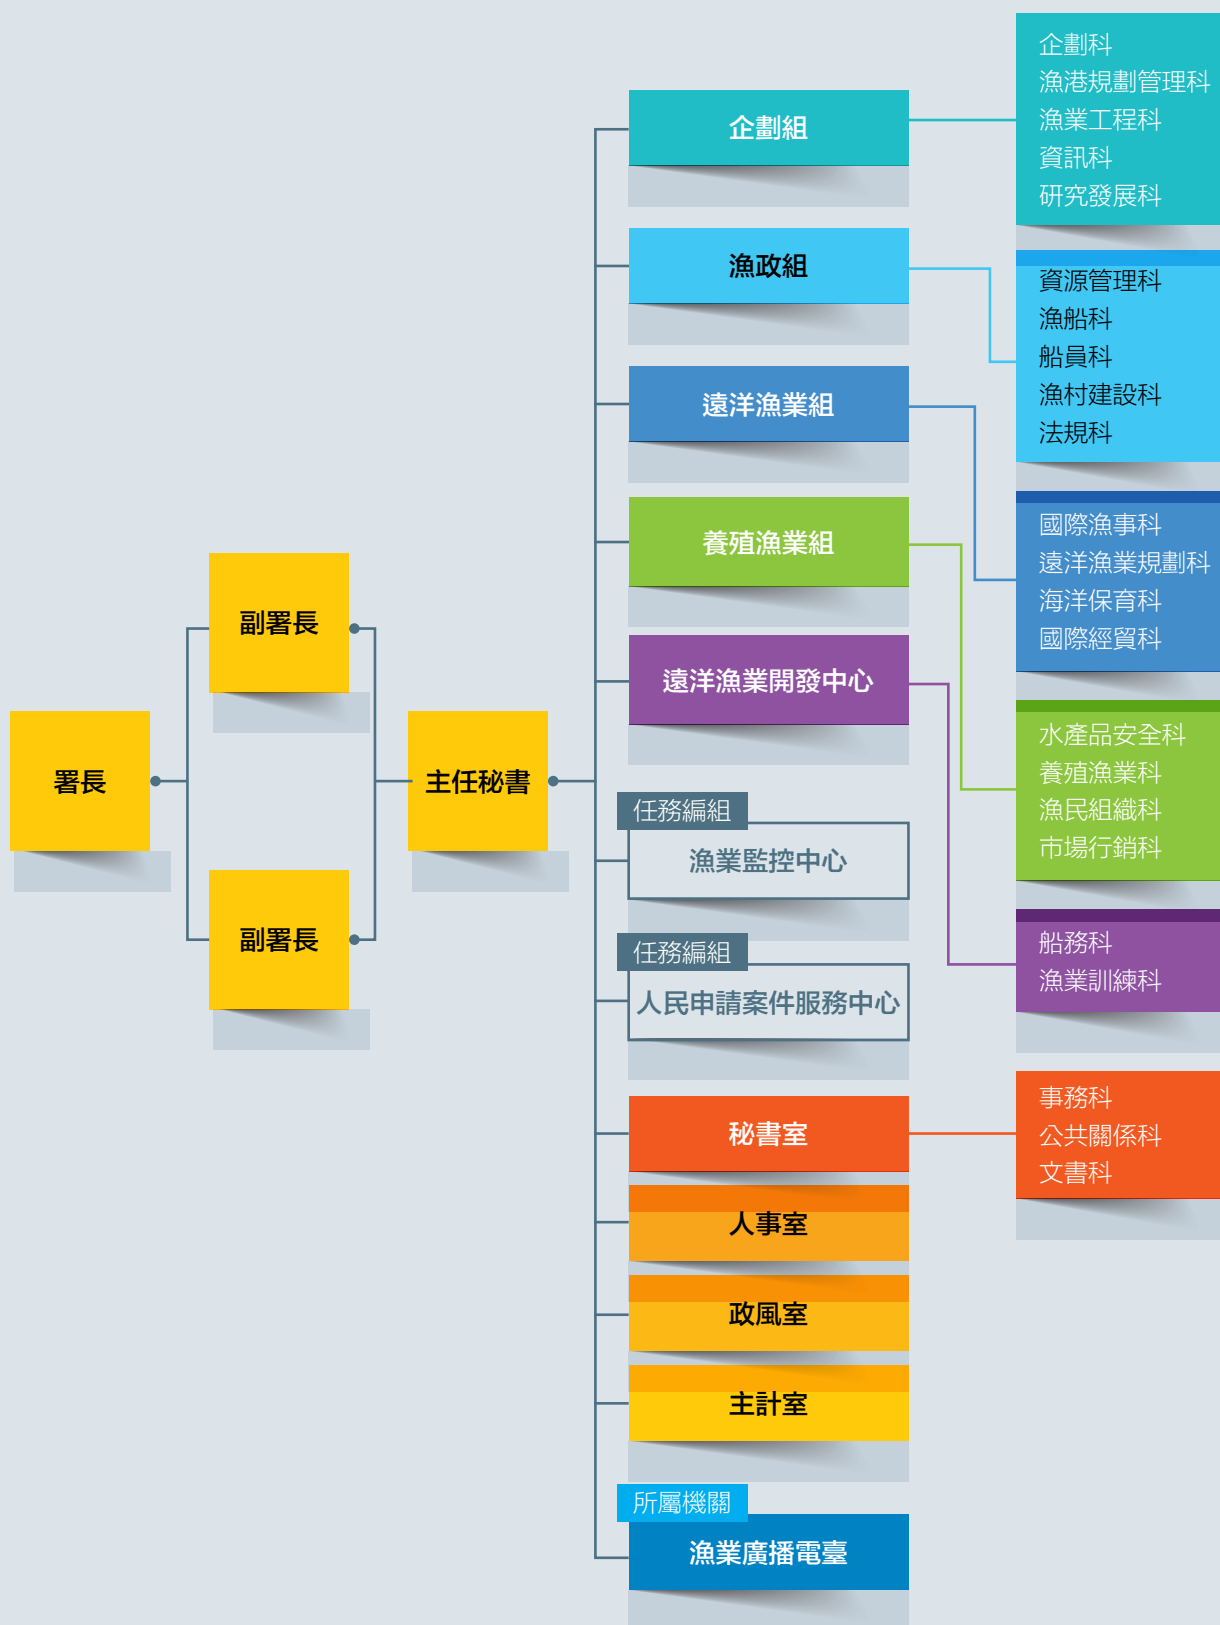 署長
副署長
副署長
主任秘書
企劃組
漁政組
遠洋漁業組
養殖漁業組
遠洋漁業開發中心
任務編組
漁業監控中心
任務編組
人民申請案件服務中心
秘書室
人事室
政風室
主計室
所屬機關
漁業廣播電臺
企劃科
漁港規劃管理科
漁業工程科
資訊科
研究發展科
資源管理科
漁船科
船員科
漁村建設科
法規科
國際漁事科
遠洋漁業規劃科
海洋保育科
國際經貿科
水產品安全科
養殖漁業科
漁民組織科
市場行銷科
船務科
漁業訓練科
事務科
公共關係科
文書科